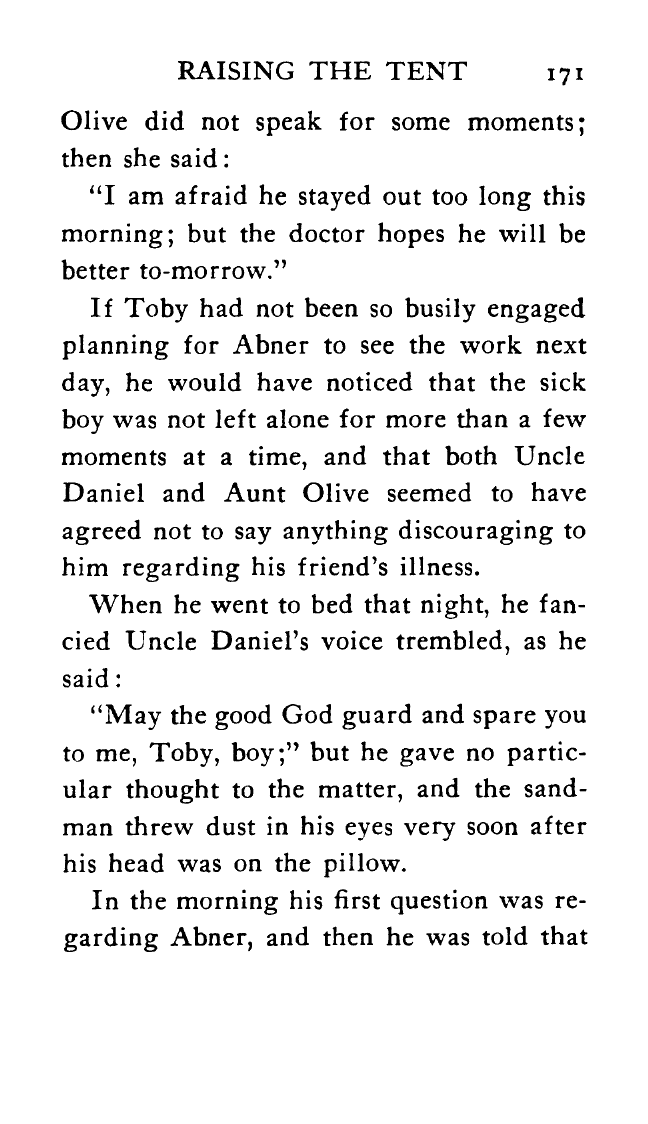 RAISING THE TENT 171
Olive did not speak for some moments;
then she said:
“I am afraid he stayed out too long this
morning; but the doctor hopes he will be
better to-morrow.”
If Toby had not been so busily engaged
planning for Abner to see the work next
day, he would have noticed that the sick
boy was not left alone for more than a few
moments at a time, and that both Uncle
Daniel and Aunt Olive seemed to have
agreed not to say anything discouraging to
him regarding his friend’s illness.
When he went to bed that night, he fan-
cied Uncle Daniel’s voice trembled, as he
said:
“May the good God guard and spare you
to me, Toby, boy;” but he gave no partic-
ular thought to the matter, and the sand-
man threw dust in his eyes very soon after
his head was on the pillow.
In the morning his first question was re-
garding Abner, and then he was told that